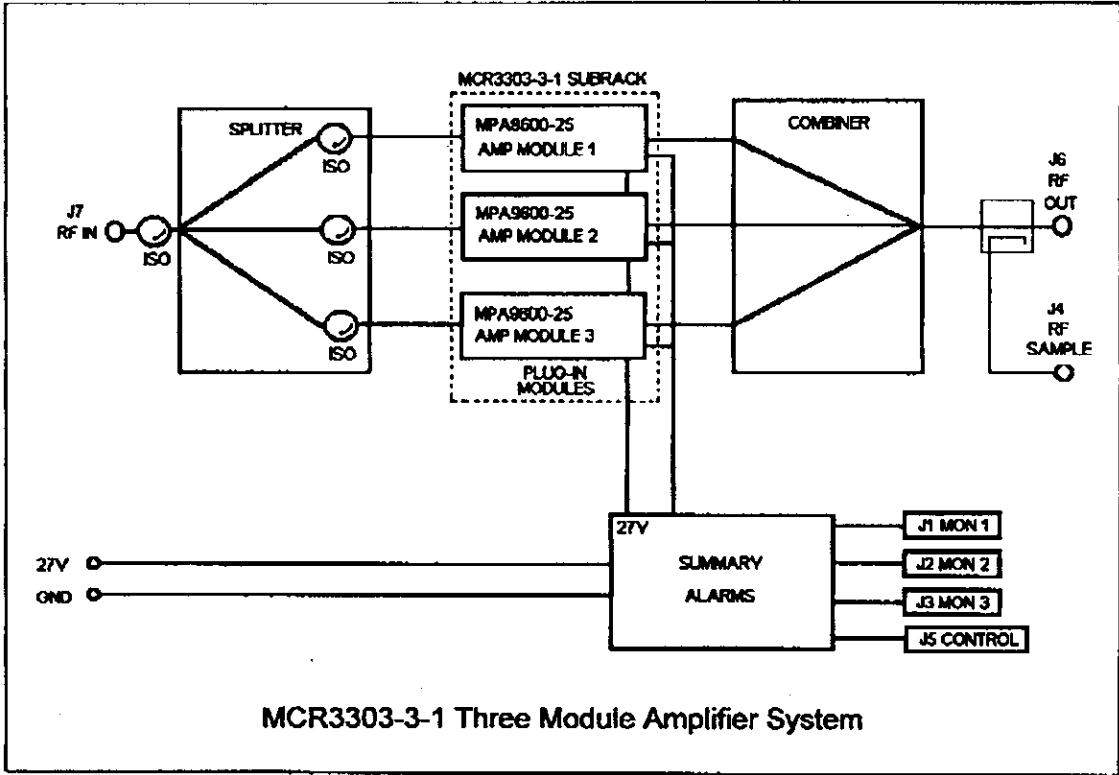 MCR3303-3-1 SUBRACK
SPLITTER
ISO
ISO
ISO
J7
RF IN
ISO
MPA9600-25
AMP MODULE 1
MPA9600-25
AMP MODULE 2
MPA9600-25
AMP MODULE 3
PLUG-IN
MODULES
COMBINER
J6
RF
OUT
J4
RF
SAMPLE
27V
GND
27V
SUMMARY
ALARMS
J1 MON 1
J2 MON 2
J3 MON 3
J5 CONTROL
MCR3303-3-1 Three Module Amplifier System